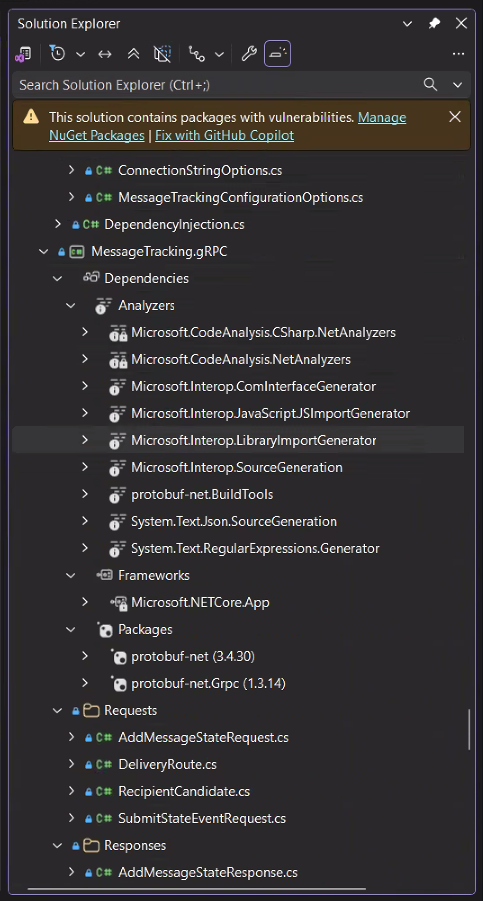 Solution Explorer
Search Solution Explorer (Ctrl+;)
This solution contains packages with vulnerabilities. Manage
NuGet Packages | Fix with GitHub Copilot
C# ConnectionStringOptions.cs
C# MessageTrackingConfigurationOptions.cs
C# DependencyInjection.cs
C# MessageTracking.gRPC
Dependencies
Analyzers
Microsoft.CodeAnalysis.CSharp.NetAnalyzers
Microsoft.CodeAnalysis.NetAnalyzers
Microsoft.Interop.ComInterfaceGenerator
Microsoft.Interop.JavaScript.JSImportGenerator
Microsoft.Interop.LibraryImportGenerator
Microsoft.Interop.SourceGeneration
protobuf-net.BuildTools
System.Text.Json.SourceGeneration
System.Text.RegularExpressions.Generator
Frameworks
Microsoft.NETCore.App
Packages
protobuf-net (3.4.30)
protobuf-net.Grpc (1.3.14)
Requests
C# AddMessageStateRequest.cs
C# DeliveryRoute.cs
C# RecipientCandidate.cs
C# SubmitStateEventRequest.cs
Responses
C# AddMessageStateResponse.cs